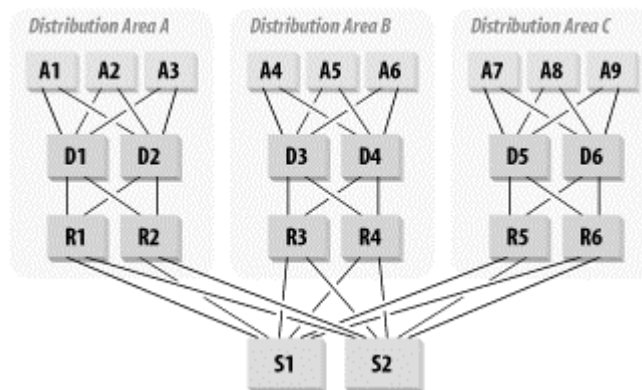 Distribution Area A Distribution Area B Distribution Area C
A1 A2 A3 A4 A5 A6 A7 A8 A9
D1 D2 D3 D4 D5 D6
R1 R2 R3 R4 R5 R6
S1 S2